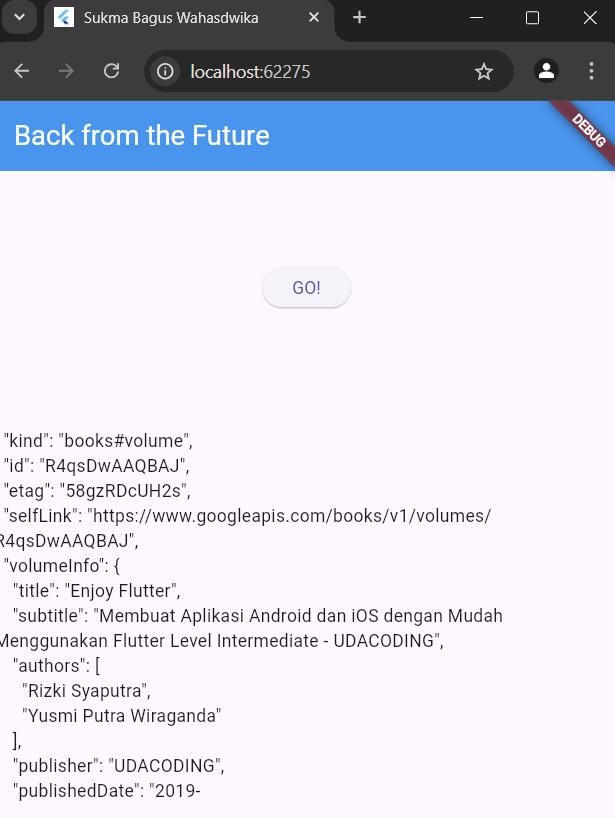 Sukma Bagus Wahasdwika
localhost:62275
Back from the Future
DEBUG
GO!
"kind": "books#volume",
"id": "R4qsDwAAQBAJ",
"etag": "58gzRDcUH2s",
"selfLink": "https://www.googleapis.com/books/v1/volumes/
R4qsDwAAQBAJ",
"volumeInfo": {
"title": "Enjoy Flutter",
"subtitle": "Membuat Aplikasi Android dan iOS dengan Mudah
Menggunakan Flutter Level Intermediate - UDACODING",
"authors": [
"Rizki Syaputra",
"Yusmi Putra Wiraganda"
],
"publisher": "UDACODING",
"publishedDate": "2019-